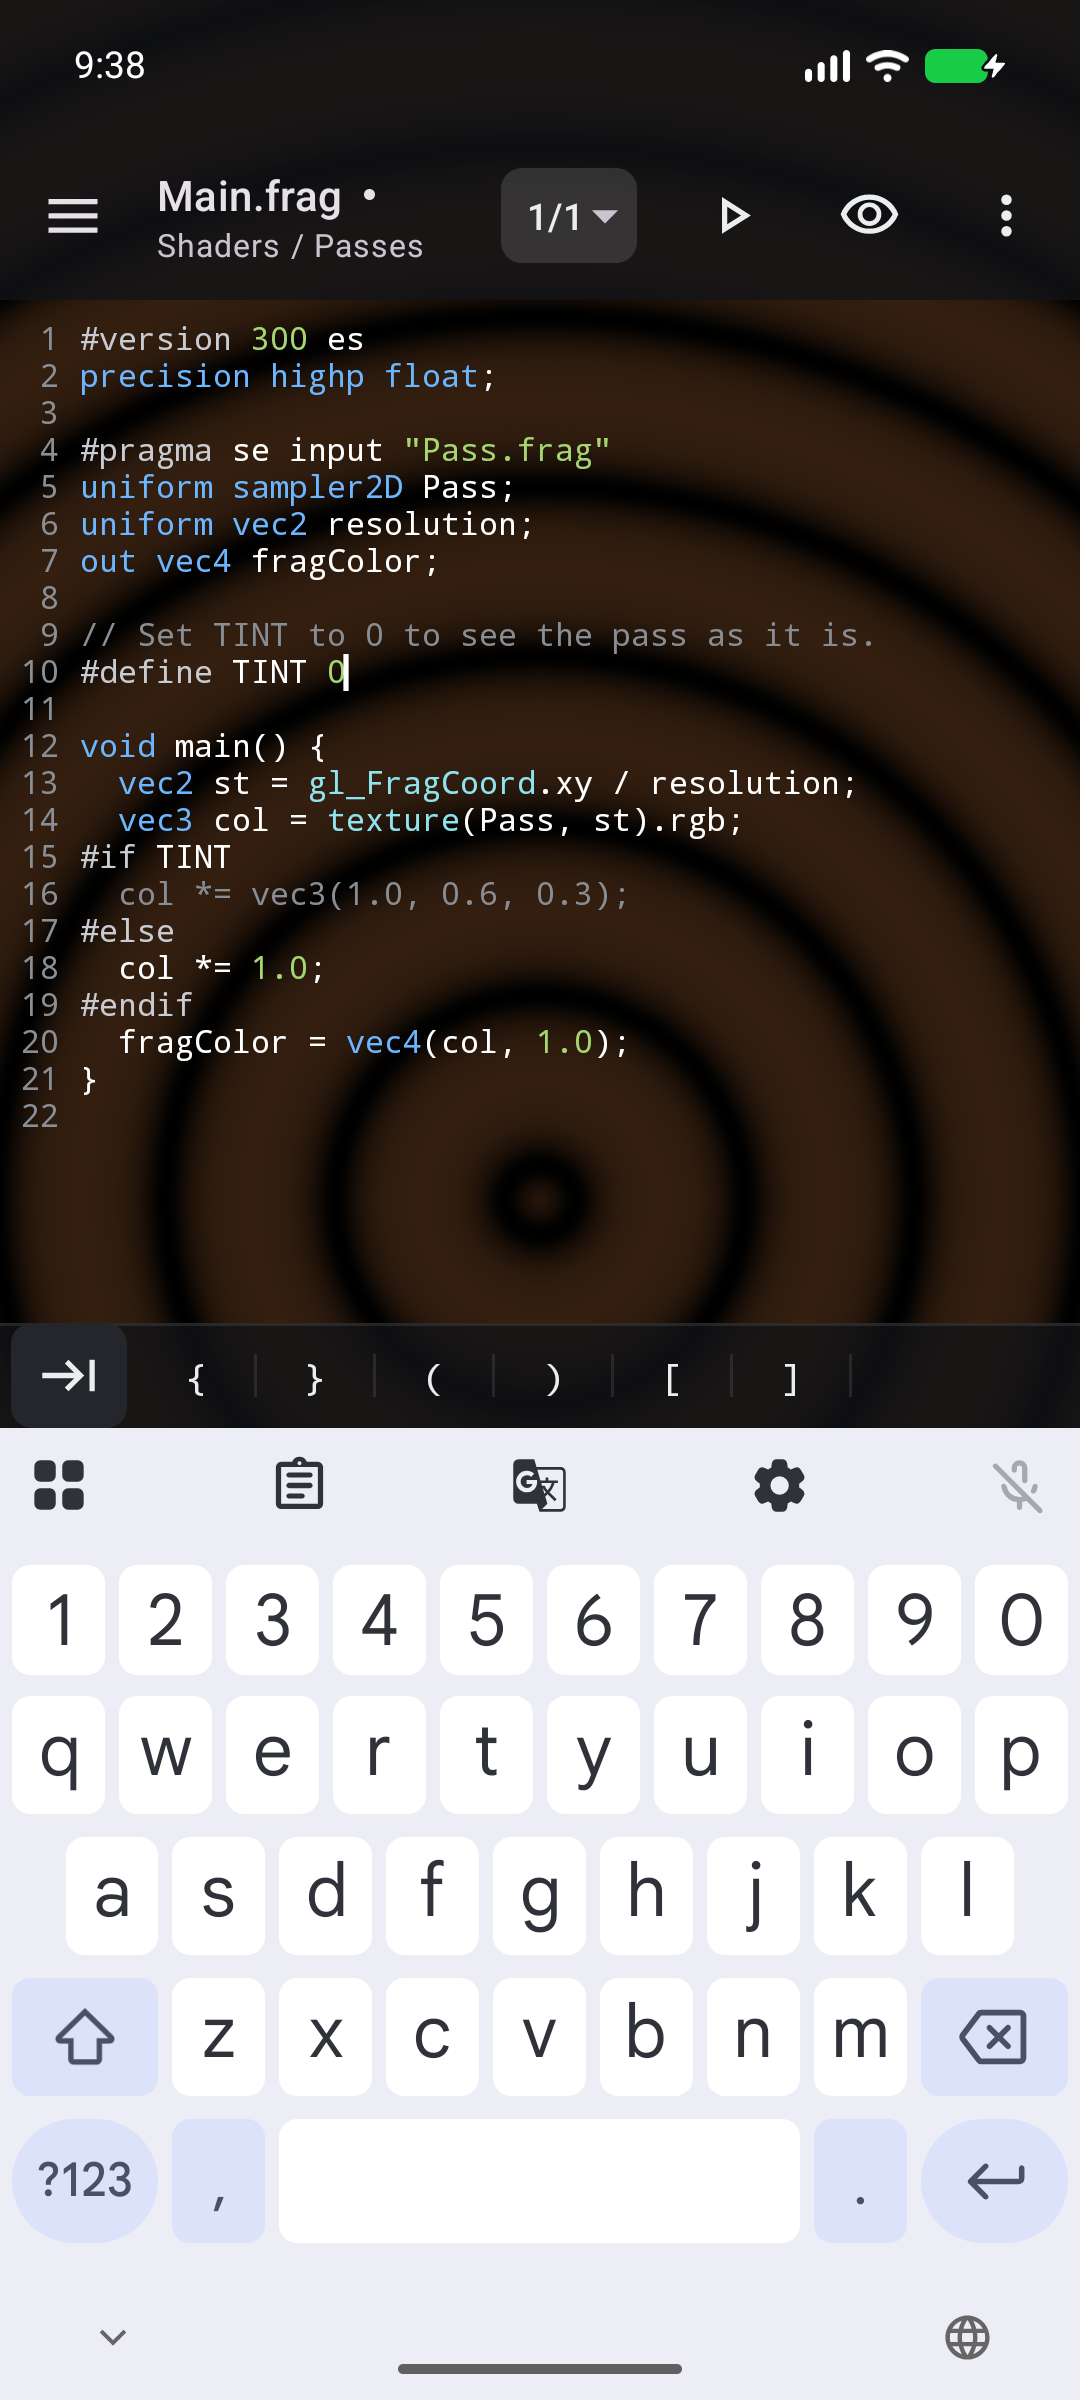 9:38
Main.frag •
Shaders / Passes
1/1
1 #version 300 es
2 precision highp float;
3
4 #pragma se input "Pass.frag"
5 uniform sampler2D Pass;
6 uniform vec2 resolution;
7 out vec4 fragColor;
8
9 // Set TINT to 0 to see the pass as it is.
10 #define TINT 0
11
12 void main() {
13   vec2 st = gl_FragCoord.xy / resolution;
14   vec3 col = texture(Pass, st).rgb;
15 #if TINT
16   col *= vec3(1.0, 0.6, 0.3);
17 #else
18   col *= 1.0;
19 #endif
20   fragColor = vec4(col, 1.0);
21 }
22
{ } ( ) [ ]
1 2 3 4 5 6 7 8 9 0
q w e r t y u i o p
a s d f g h j k l
z x c v b n m
?123 , .